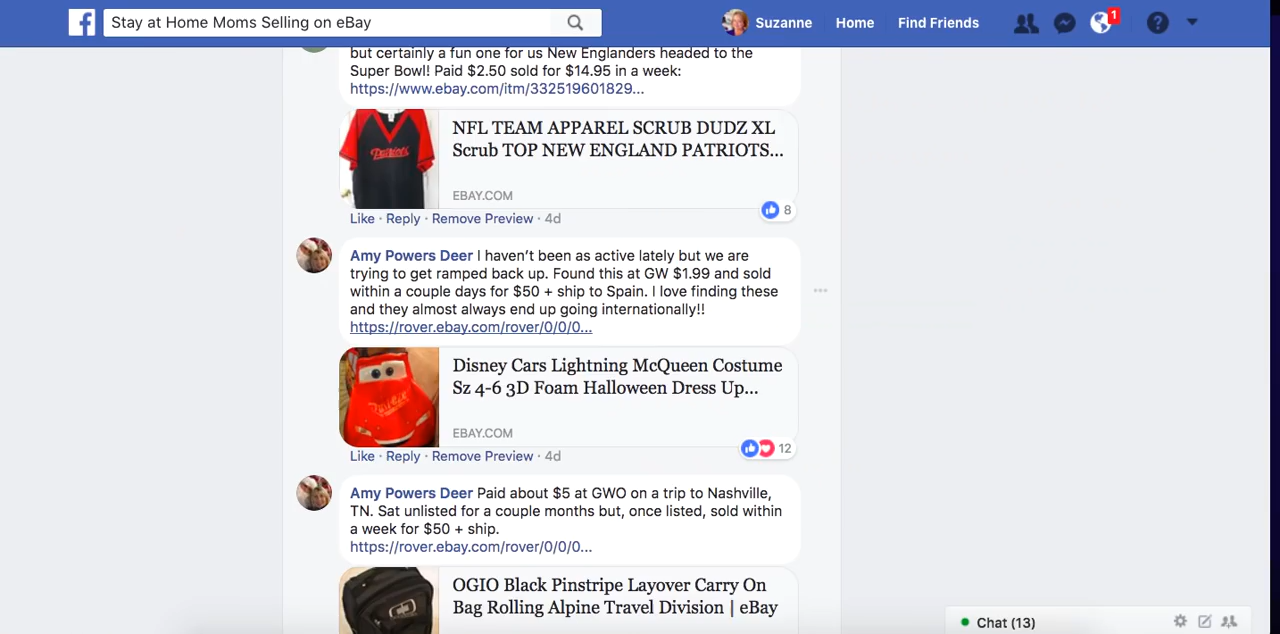 Stay at Home Moms Selling on eBay
Suzanne Home Find Friends 1
but certainly a fun one for us New Englanders headed to the
Super Bowl! Paid $2.50 sold for $14.95 in a week:
https://www.ebay.com/itm/332519601829...
Patriots
NFL TEAM APPAREL SCRUB DUDZ XL
Scrub TOP NEW ENGLAND PATRIOTS...
EBAY.COM
8
Like · Reply · Remove Preview · 4d
Amy Powers Deer I haven't been as active lately but we are
trying to get ramped back up. Found this at GW $1.99 and sold
within a couple days for $50 + ship to Spain. I love finding these
and they almost always end up going internationally!!
https://rover.ebay.com/rover/0/0/0...
Disney Cars Lightning McQueen Costume
Sz 4-6 3D Foam Halloween Dress Up...
EBAY.COM
12
Like · Reply · Remove Preview · 4d
Amy Powers Deer Paid about $5 at GWO on a trip to Nashville,
TN. Sat unlisted for a couple months but, once listed, sold within
a week for $50 + ship.
https://rover.ebay.com/rover/0/0/0...
OGIO Black Pinstripe Layover Carry On
Bag Rolling Alpine Travel Division | eBay
Chat (13)